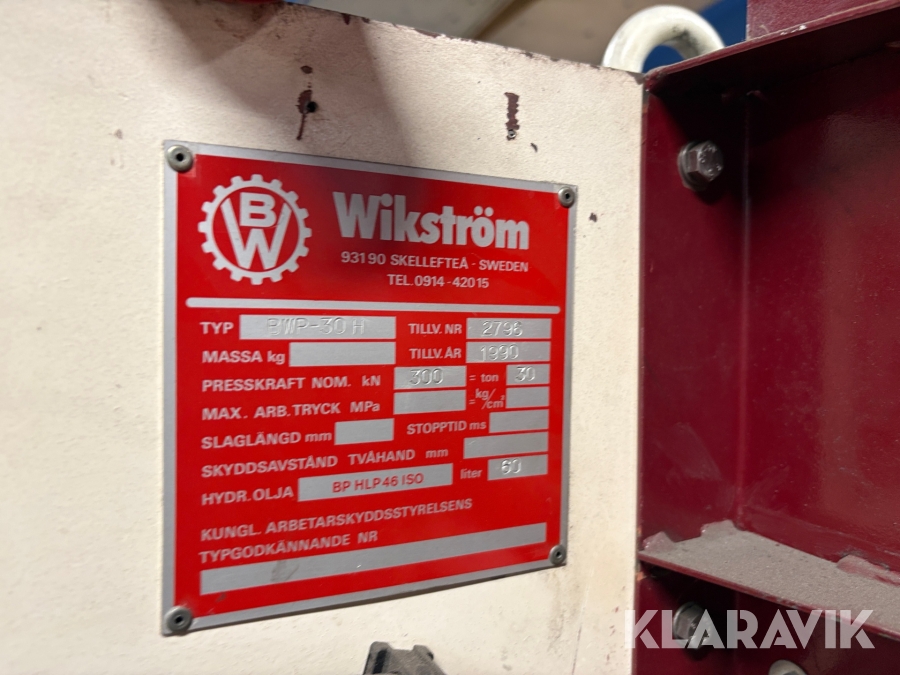 BW
Wikström
93190 SKELLEFTEÅ - SWEDEN
TEL. 0914-42015
TYP BWP-30 H TILLV. NR 2796
MASSA kg TILLV. ÅR 1990
PRESSKRAFT NOM. kN 300 = ton 30
MAX. ARB. TRYCK MPa = kg/cm²
SLAGLÄNGD mm STOPPTID ms
SKYDDSAVSTÅND TVÅHAND mm
HYDR. OLJA BP HLP 46 ISO liter 60
KUNGL. ARBETARSKYDDSSTYRELSENS
TYPGODKÄNNANDE NR
KLARAVIK